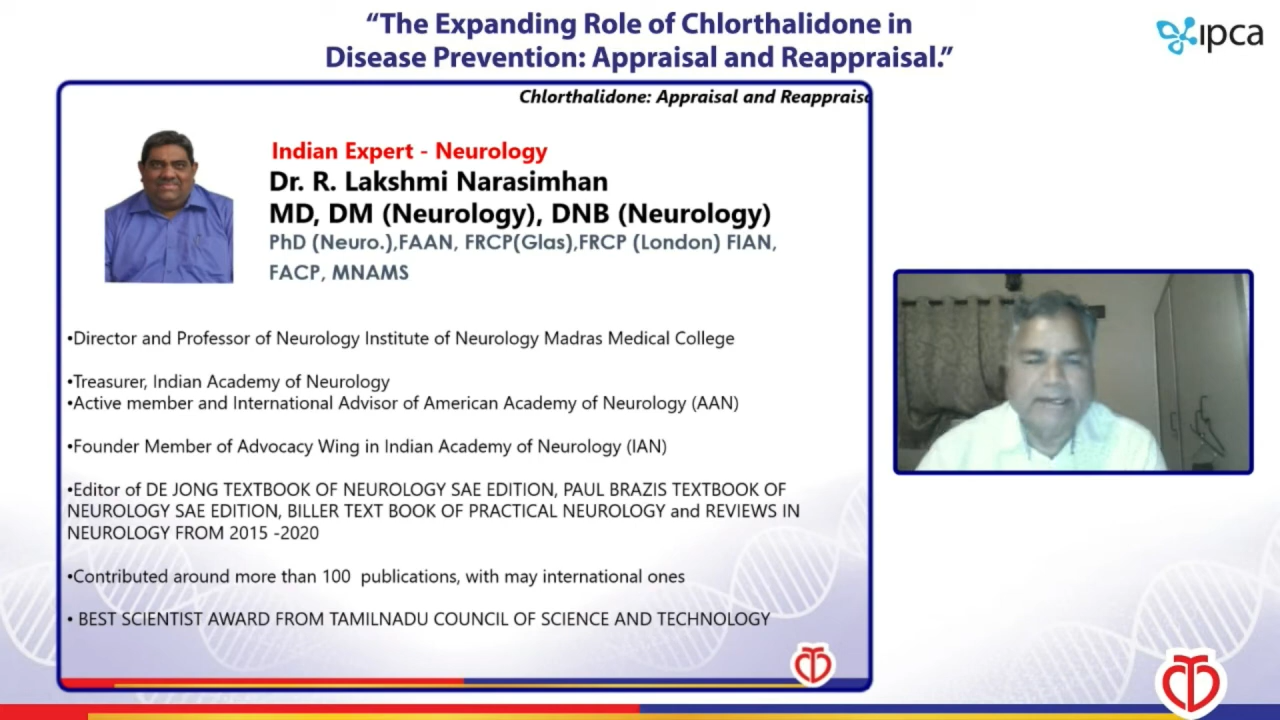 “The Expanding Role of Chlorthalidone in
Disease Prevention: Appraisal and Reappraisal.”
ipca
Chlorthalidone: Appraisal and Reappraisa
Indian Expert - Neurology
Dr. R. Lakshmi Narasimhan
MD, DM (Neurology), DNB (Neurology)
PhD (Neuro.),FAAN, FRCP(Glas),FRCP (London) FIAN,
FACP, MNAMS
•Director and Professor of Neurology Institute of Neurology Madras Medical College
•Treasurer, Indian Academy of Neurology
•Active member and International Advisor of American Academy of Neurology (AAN)
•Founder Member of Advocacy Wing in Indian Academy of Neurology (IAN)
•Editor of DE JONG TEXTBOOK OF NEUROLOGY SAE EDITION, PAUL BRAZIS TEXTBOOK OF
NEUROLOGY SAE EDITION, BILLER TEXT BOOK OF PRACTICAL NEUROLOGY and REVIEWS IN
NEUROLOGY FROM 2015 -2020
•Contributed around more than 100  publications, with may international ones
• BEST SCIENTIST AWARD FROM TAMILNADU COUNCIL OF SCIENCE AND TECHNOLOGY